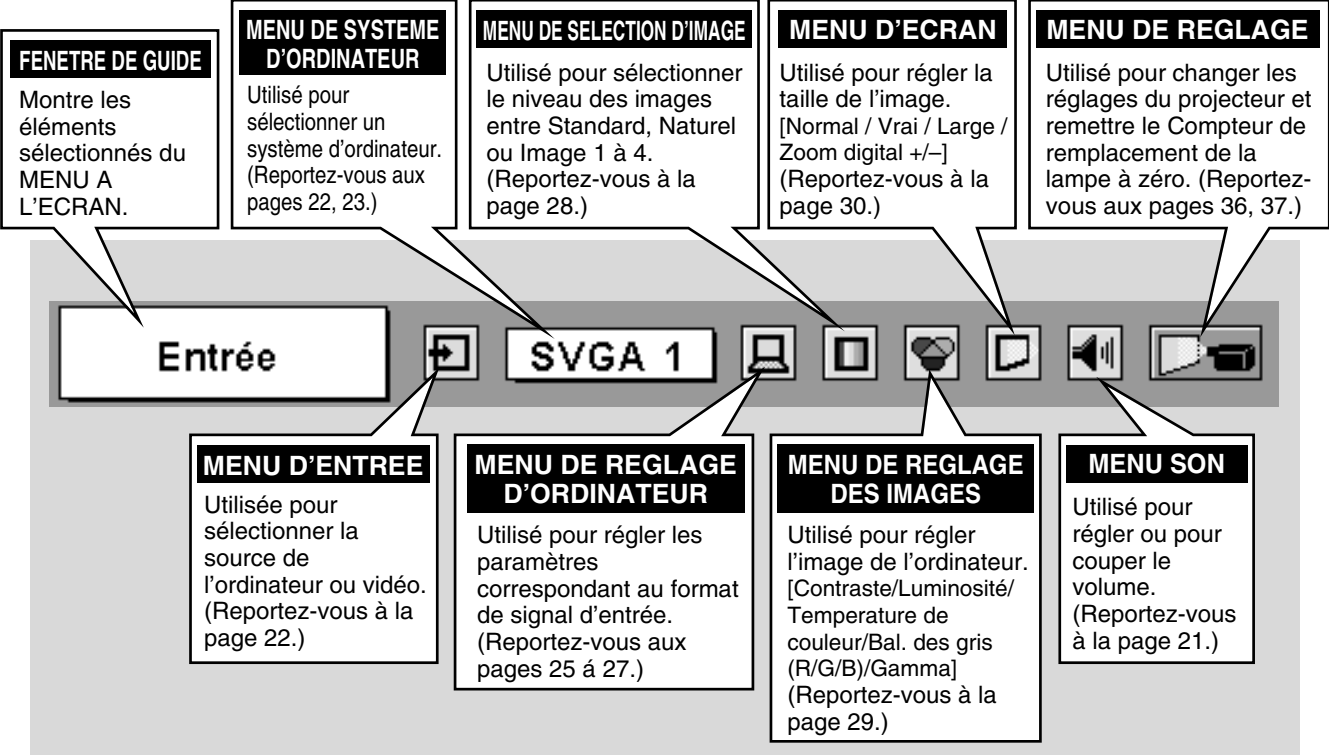 FENETRE DE GUIDE
Montre les
éléments
sélectionnés du
MENU A
L'ECRAN.
MENU DE SYSTEME
D'ORDINATEUR
Utilisé pour
sélectionner un
système d'ordinateur.
(Reportez-vous aux
pages 22, 23.)
MENU DE SELECTION D'IMAGE
Utilisé pour sélectionner
le niveau des images
entre Standard, Naturel
ou Image 1 à 4.
(Reportez-vous à la
page 28.)
MENU D'ECRAN
Utilisé pour régler la
taille de l'image.
[Normal / Vrai / Large /
Zoom digital +/–]
(Reportez-vous à la
page 30.)
MENU DE REGLAGE
Utilisé pour changer les
réglages du projecteur et
remettre le Compteur de
remplacement de la
lampe à zéro. (Reportez-
vous aux pages 36, 37.)
Entrée
SVGA 1
MENU D'ENTREE
Utilisée pour
sélectionner la
source de
l'ordinateur ou vidéo.
(Reportez-vous à la
page 22.)
MENU DE REGLAGE
D'ORDINATEUR
Utilisé pour régler les
paramètres
correspondant au format
de signal d'entrée.
(Reportez-vous aux
pages 25 á 27.)
MENU DE REGLAGE
DES IMAGES
Utilisé pour régler
l'image de l'ordinateur.
[Contraste/Luminosité/
Temperature de
couleur/Bal. des gris
(R/G/B)/Gamma]
(Reportez-vous à la
page 29.)
MENU SON
Utilisé pour
régler ou pour
couper le
volume.
(Reportez-vous
à la page 21.)